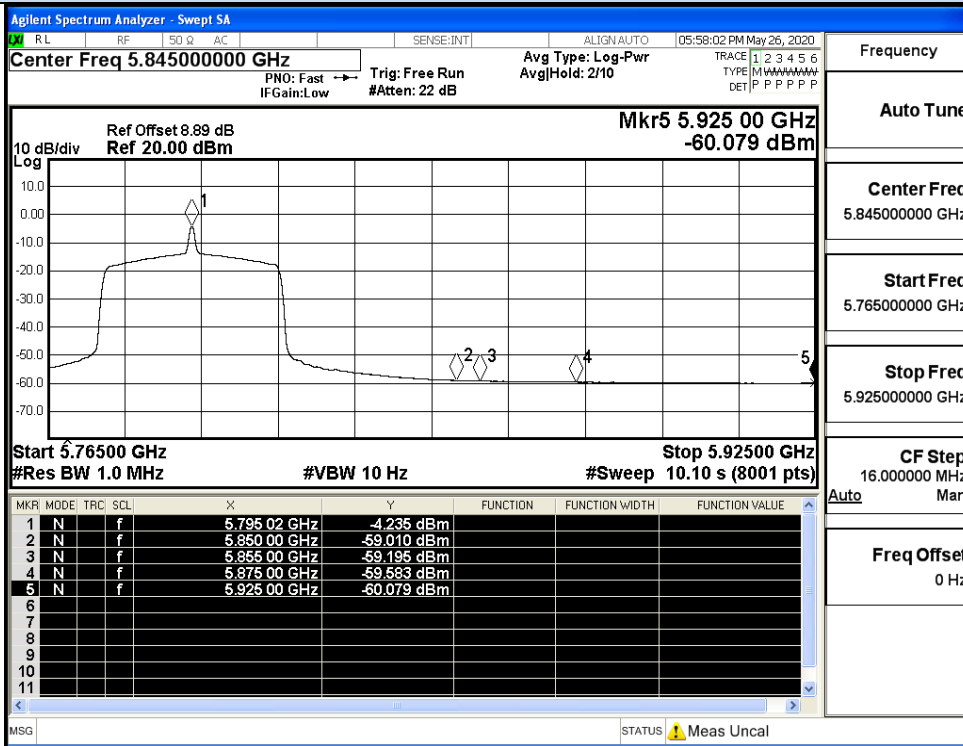 Agilent Spectrum Analyzer - Swept SA
LXI RL RF 50 Ω AC SENSE:INT ALIGN AUTO 05:58:02 PM May 26, 2020
Center Freq 5.845000000 GHz
PNO: Fast
IFGain:Low
Trig: Free Run
#Atten: 22 dB
Avg Type: Log-Pwr
Avg|Hold: 2/10
TRACE 1 2 3 4 5 6
TYPE M W W W W W
DET P P P P P P
Ref Offset 8.89 dB
10 dB/div Ref 20.00 dBm
Log
Mkr5 5.925 00 GHz
-60.079 dBm
10.0
0.00
-10.0
-20.0
-30.0
-40.0
-50.0
-60.0
-70.0
1
2
3
4
5
Start 5.76500 GHz Stop 5.92500 GHz
#Res BW 1.0 MHz #VBW 10 Hz #Sweep 10.10 s (8001 pts)
MKR MODE TRC SCL X Y FUNCTION FUNCTION WIDTH FUNCTION VALUE
1 N f 5.795 02 GHz -4.235 dBm
2 N f 5.850 00 GHz -59.010 dBm
3 N f 5.855 00 GHz -59.195 dBm
4 N f 5.875 00 GHz -59.583 dBm
5 N f 5.925 00 GHz -60.079 dBm
6
7
8
9
10
11
MSG STATUS Meas Uncal
Frequency
Auto Tune
Center Freq
5.845000000 GHz
Start Freq
5.765000000 GHz
Stop Freq
5.925000000 GHz
CF Step
16.000000 MHz
Auto Man
Freq Offset
0 Hz